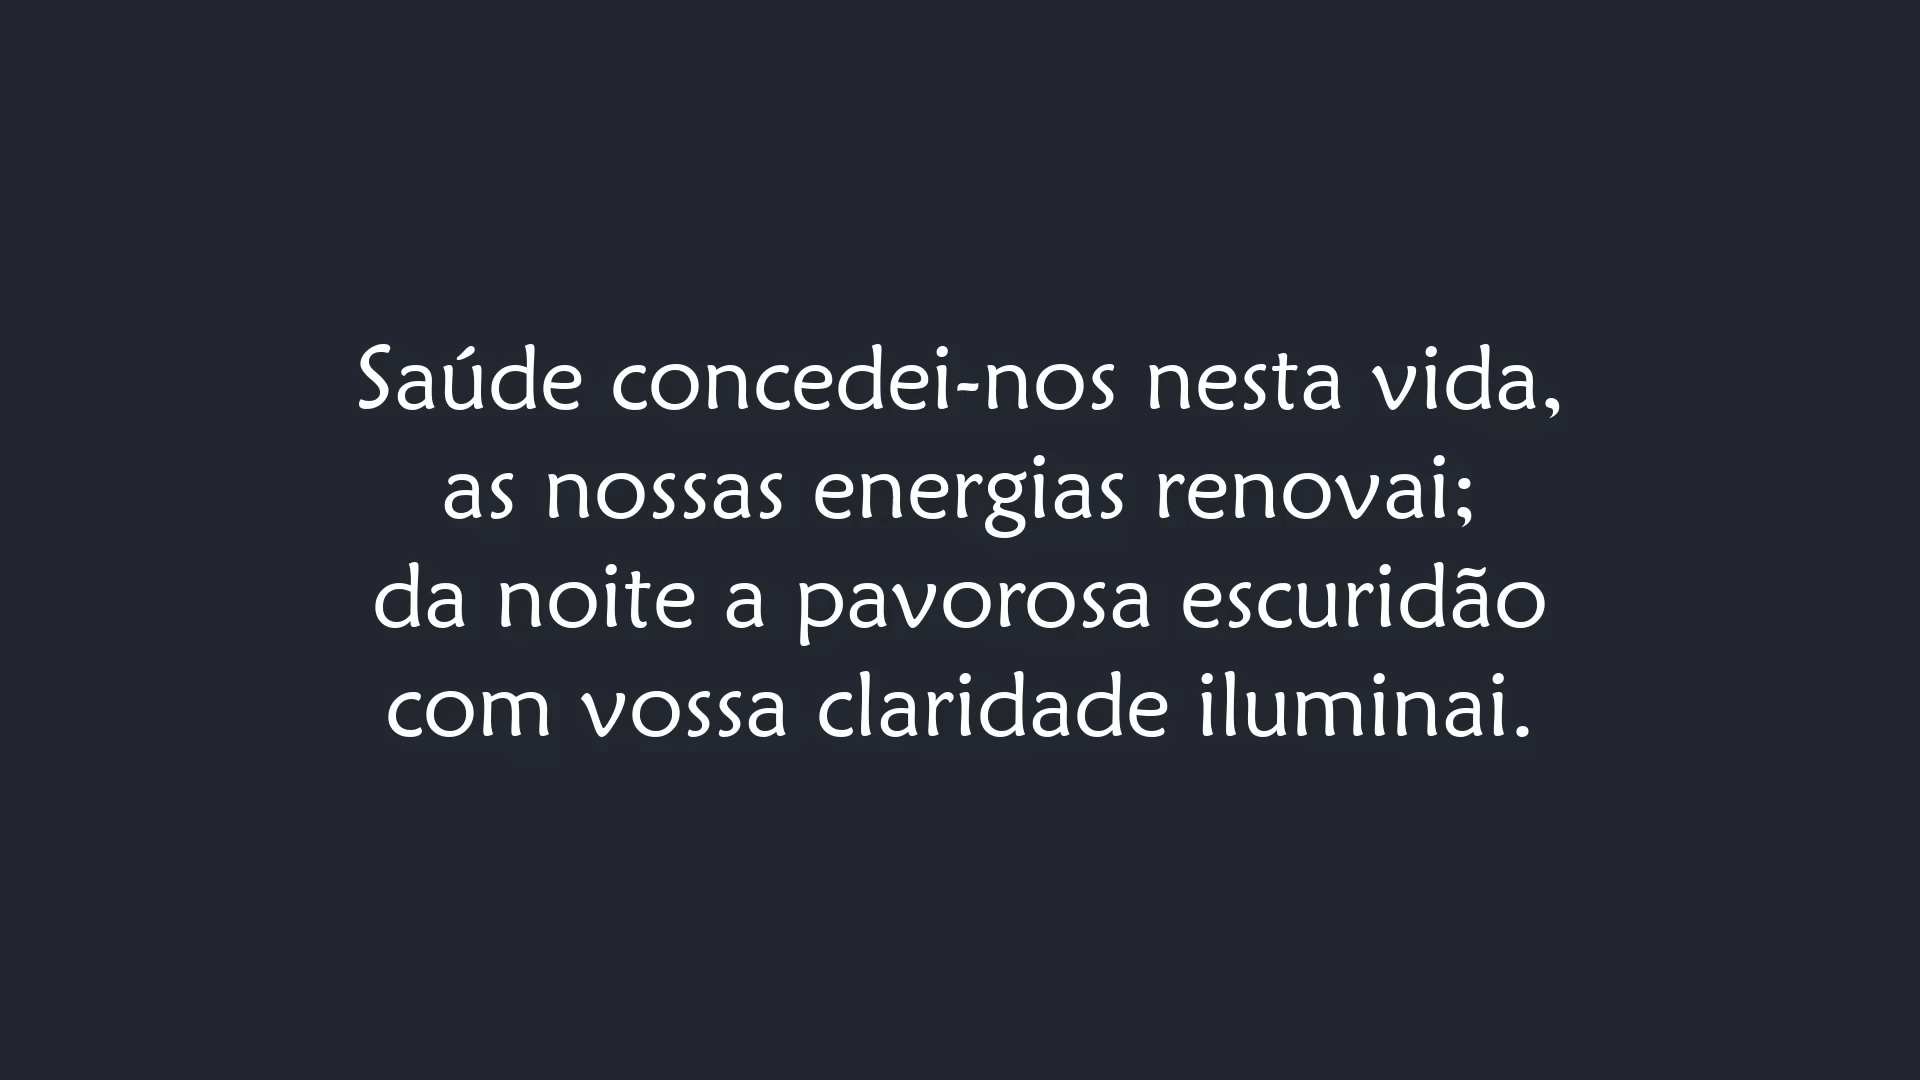 Saúde concedei-nos nesta vida,
as nossas energias renovai;
da noite a pavorosa escuridão
com vossa claridade iluminai.